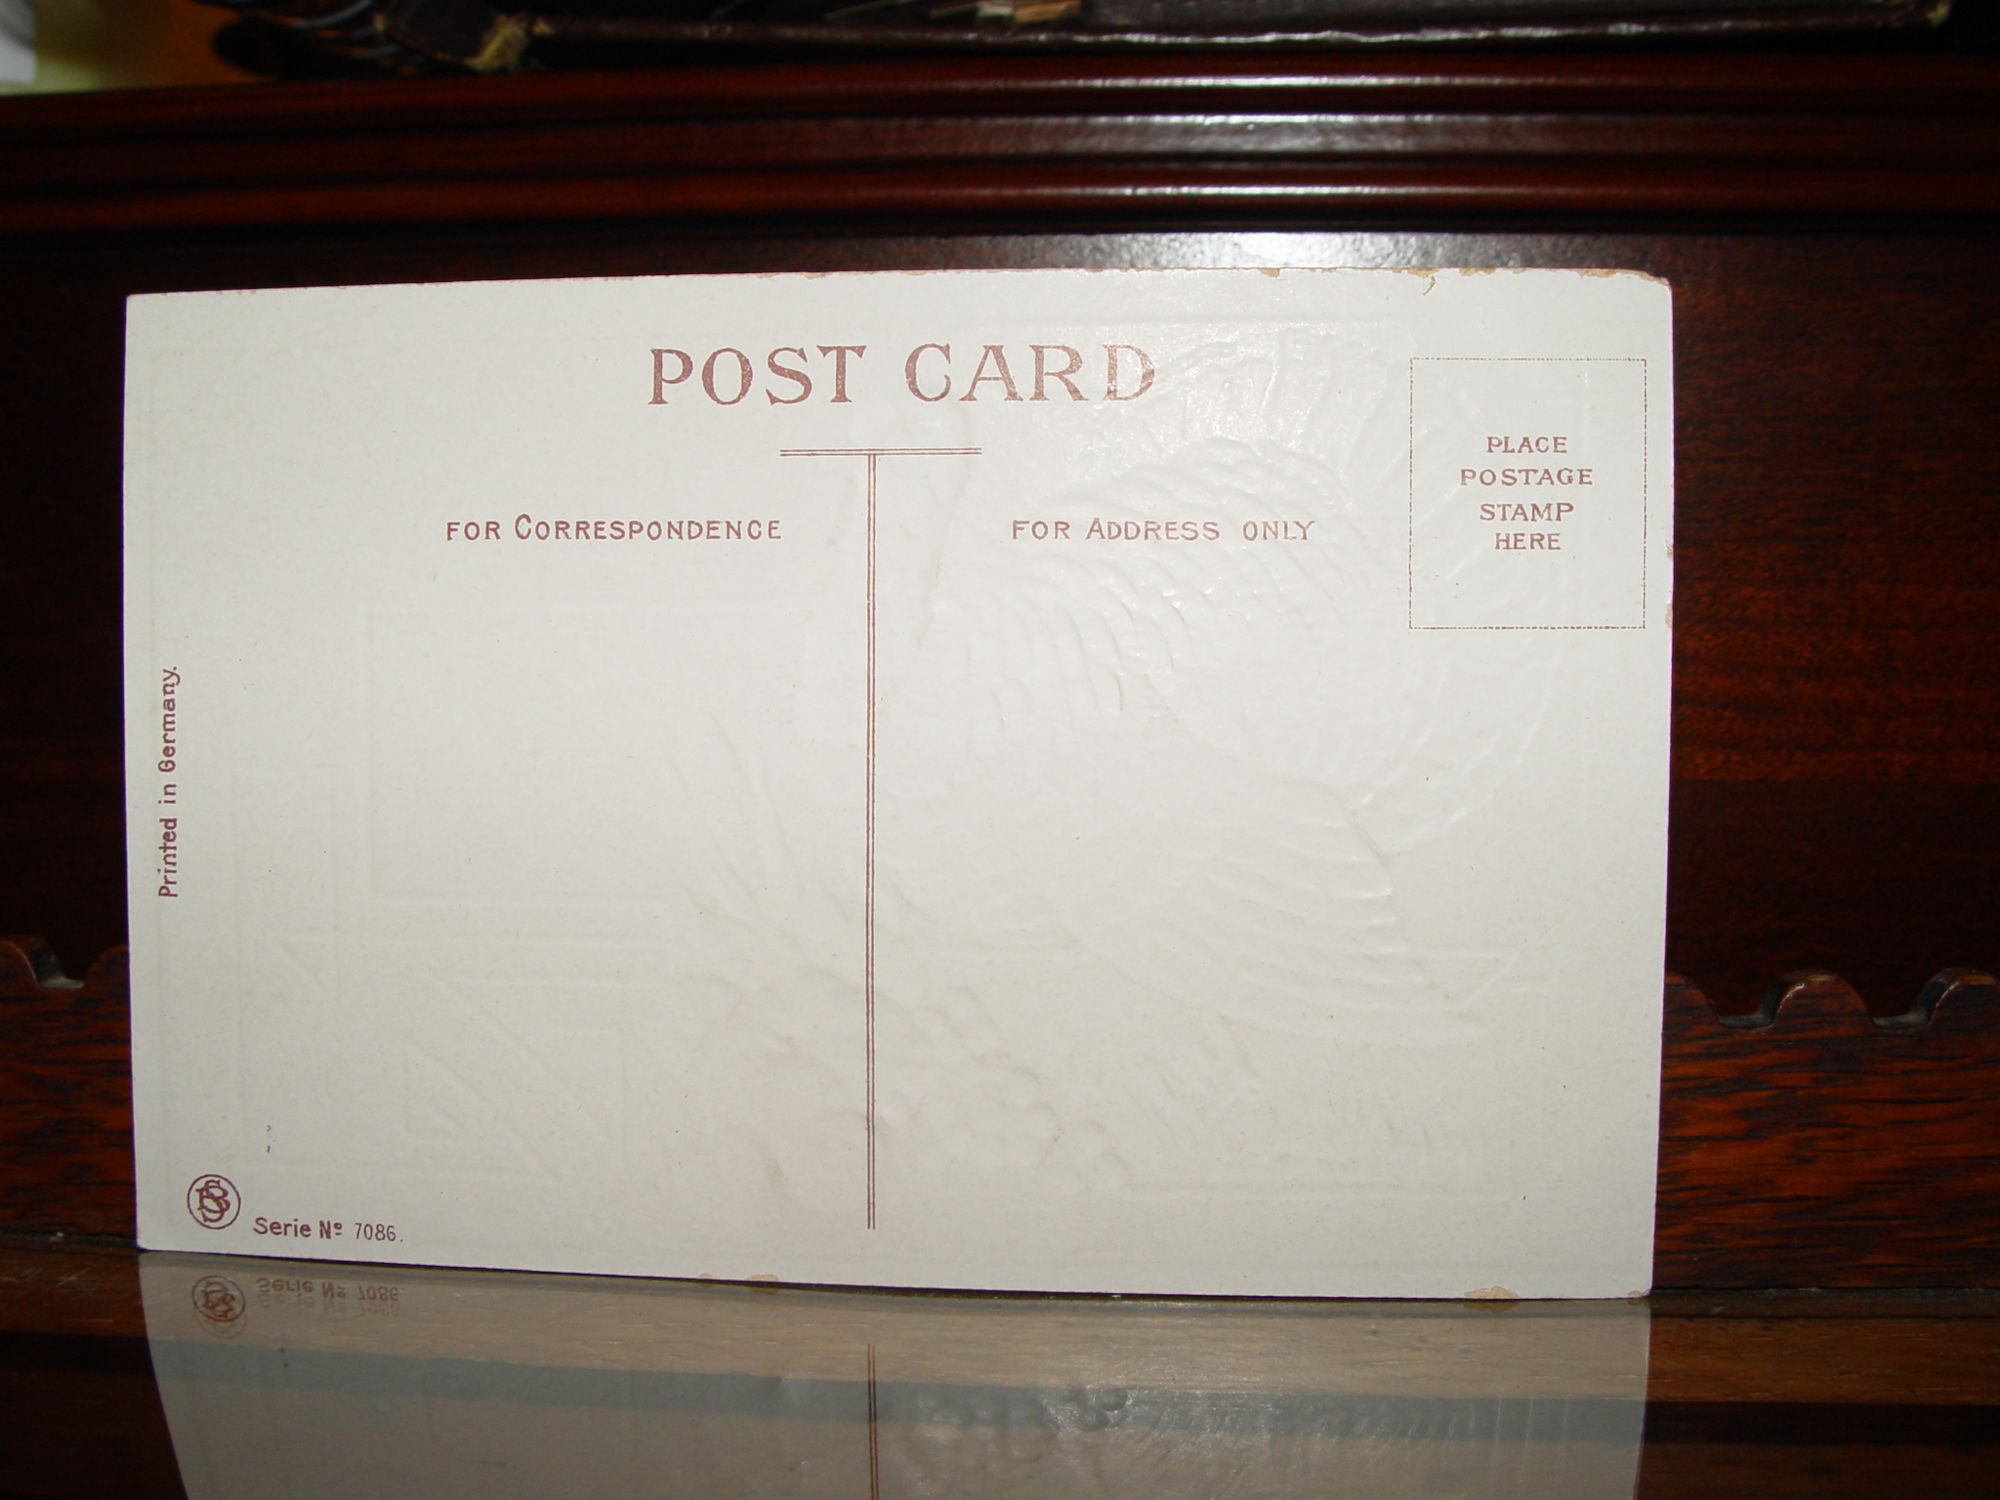 POST CARD
FOR CORRESPONDENCE
FOR ADDRESS ONLY
PLACE
POSTAGE
STAMP
HERE
Printed in Germany.
Serie Nº 7086.